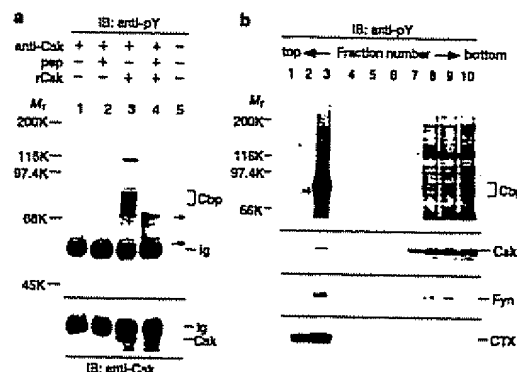 a
IB: anti-pY
anti-Csk + + + + −
pep − + − + −
rCsk − − + + −
Mr 1 2 3 4 5
200K
116K
97.4K
Cbp
66K
Ig
45K
Ig
Csk
IB: anti-Csk
b
IB: anti-pY
top ← Fraction number → bottom
1 2 3 4 5 6 7 8 9 10
Mr
200K
116K
97.4K
Cbp
66K
Csk
Fyn
CTX